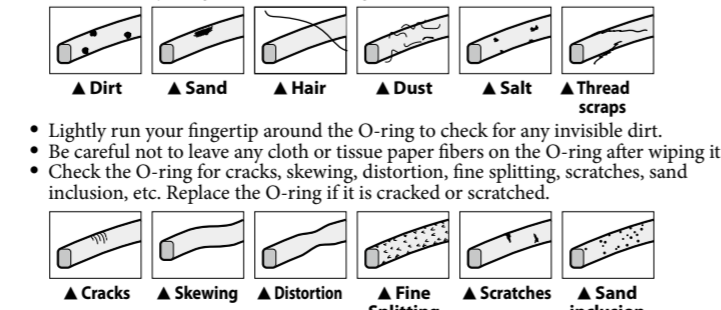 ▲ Dirt ▲ Sand ▲ Hair ▲ Dust ▲ Salt ▲ Thread scraps
• Lightly run your fingertip around the O-ring to check for any invisible dirt.
• Be careful not to leave any cloth or tissue paper fibers on the O-ring after wiping it
• Check the O-ring for cracks, skewing, distortion, fine splitting, scratches, sand
inclusion, etc. Replace the O-ring if it is cracked or scratched.
▲ Cracks ▲ Skewing ▲ Distortion ▲ Fine Splitting ▲ Scratches ▲ Sand inclusion